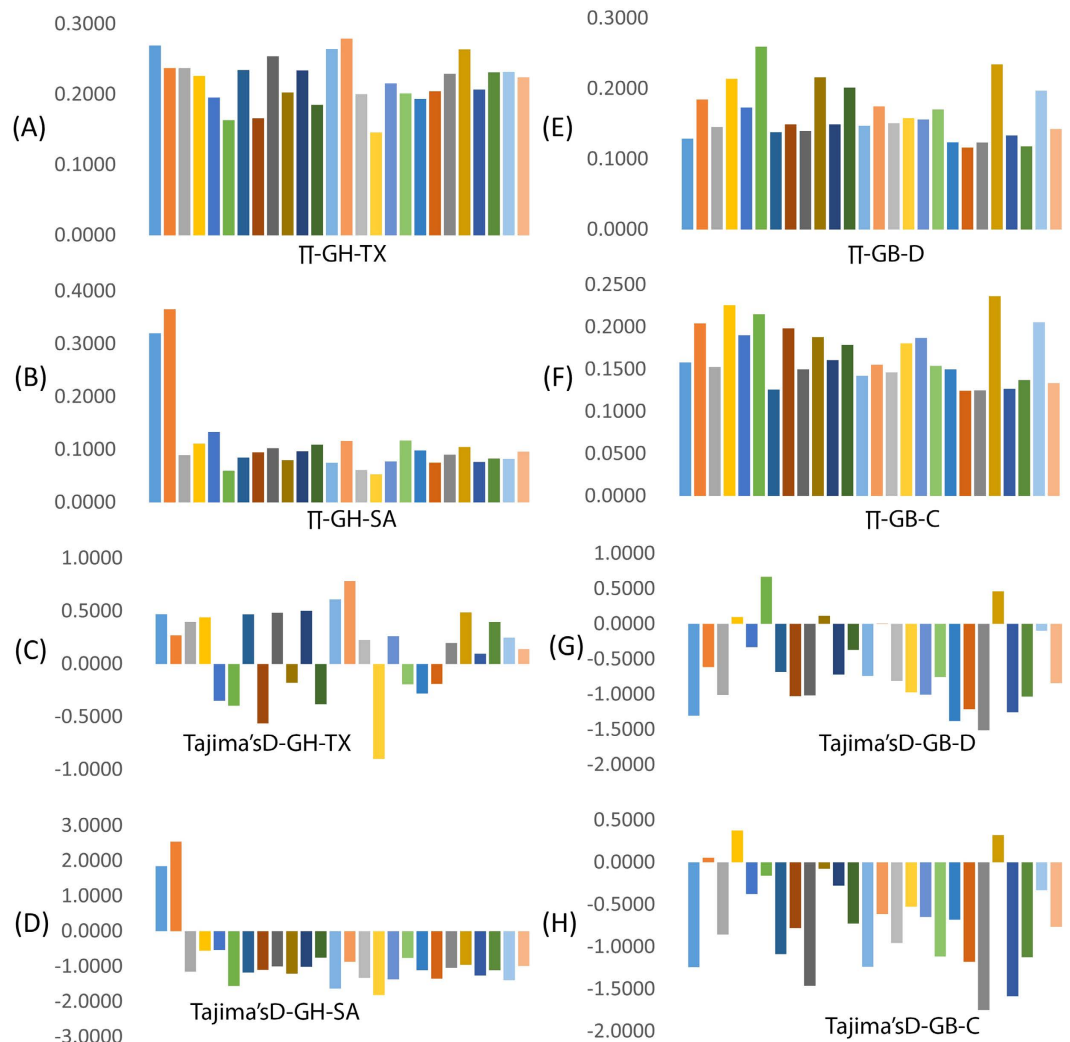 0.3000
0.2000
(A)
0.1000
0.0000
∏-GH-TX
0.4000
0.3000
(B)
0.2000
0.1000
0.0000
∏-GH-SA
1.0000
0.5000
(C)
0.0000
-0.5000
Tajima'sD-GH-TX
-1.0000
3.0000
2.0000
1.0000
(D)
0.0000
-1.0000
-2.0000
Tajima'sD-GH-SA
-3.0000
0.3000
0.2000
(E)
0.1000
0.0000
∏-GB-D
0.2500
0.2000
(F)
0.1500
0.1000
0.0500
0.0000
∏-GB-C
1.0000
0.5000
0.0000
(G)
-0.5000
-1.0000
-1.5000
Tajima'sD-GB-D
-2.0000
0.5000
0.0000
(H)
-0.5000
-1.0000
-1.5000
Tajima'sD-GB-C
-2.0000